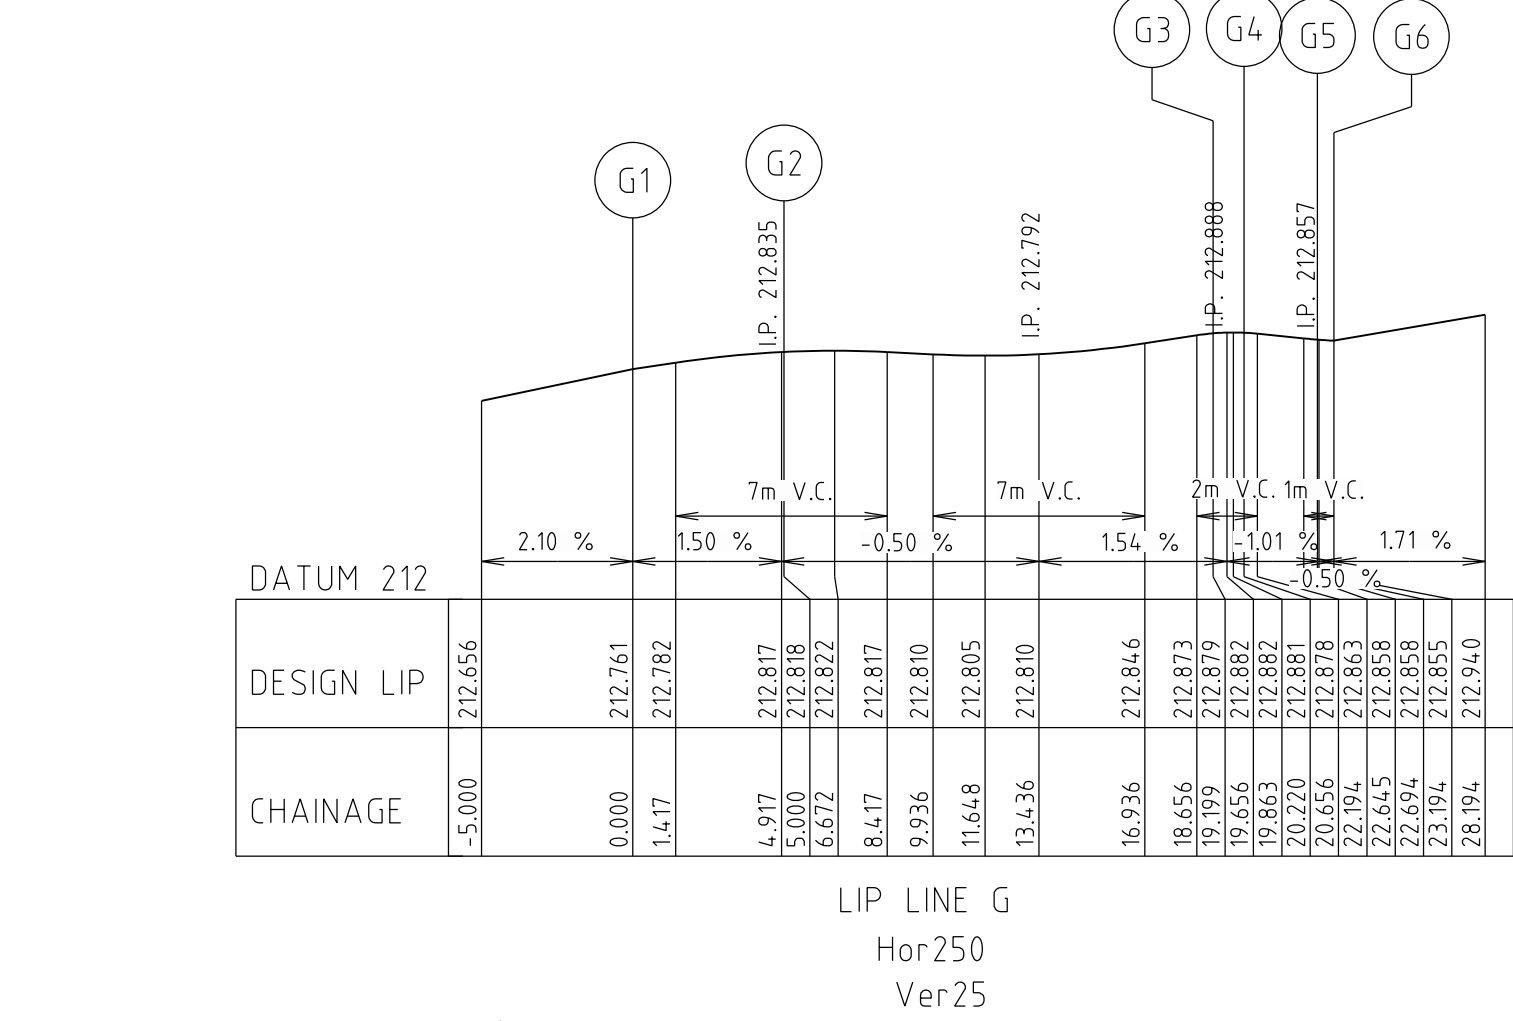 G3 G4 G5 G6
G1 G2
I.P. 212.835
I.P. 212.792
I.P. 212.888
I.P. 212.857
7m V.C. 7m V.C. 2m V.C. 1m V.C.
2.10 % 1.50 % -0.50 % 1.54 % -1.01 % 1.71 %
-0.50 %
DATUM 212
DESIGN LIP 212.656 212.761 212.782 212.817 212.818 212.822 212.817 212.810 212.805 212.810 212.846 212.873 212.879 212.882 212.882 212.881 212.878 212.863 212.858 212.858 212.855 212.940
CHAINAGE -5.000 0.000 1.417 4.917 5.000 6.672 8.417 9.936 11.648 13.436 16.936 18.656 19.199 19.656 19.863 20.220 20.656 22.194 22.645 22.694 23.194 28.194
LIP LINE G
Hor250
Ver25